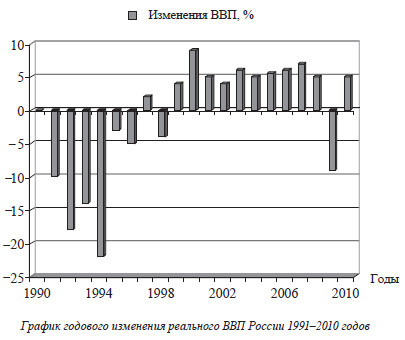 Изменения ВВП, %
10
5
0
–5
–10
–15
–20
–25
1990 1994 1998 2002 2006 2010
Годы
График годового изменения реального ВВП России 1991–2010 годов